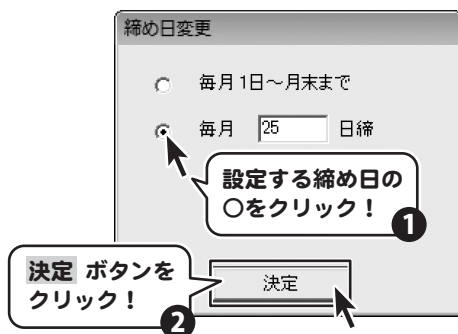 締め日変更
毎月1日～月末まで
毎月 25 日締
設定する締め日の
○をクリック！
1
決定 ボタンを
クリック！
2
決定